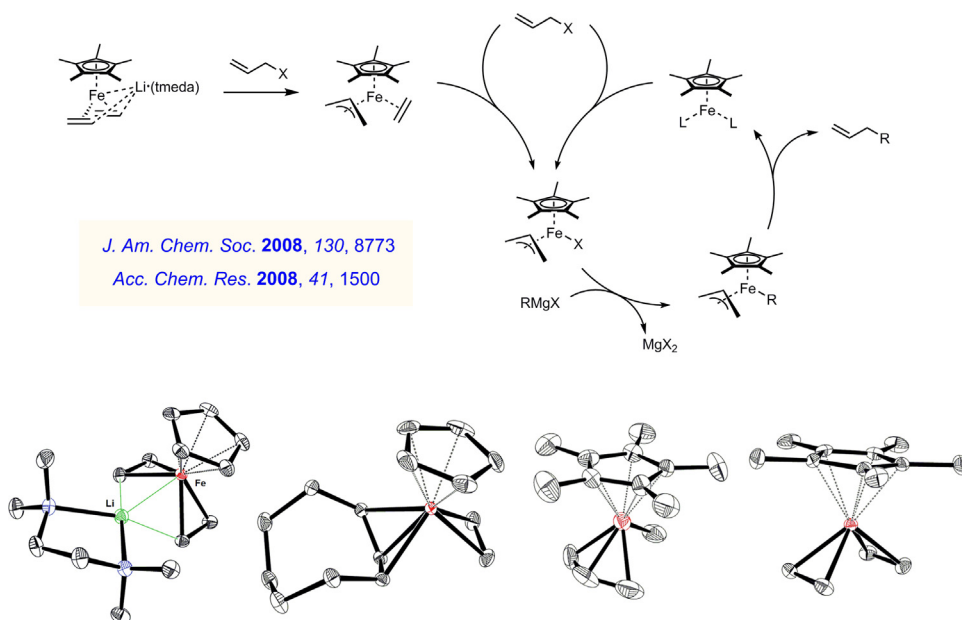 X
X
Fe
Li•(tmeda)
Fe
Fe
L
L
R
Fe
X
J. Am. Chem. Soc. 2008, 130, 8773
Acc. Chem. Res. 2008, 41, 1500
RMgX
Fe
R
MgX2
Li
Fe